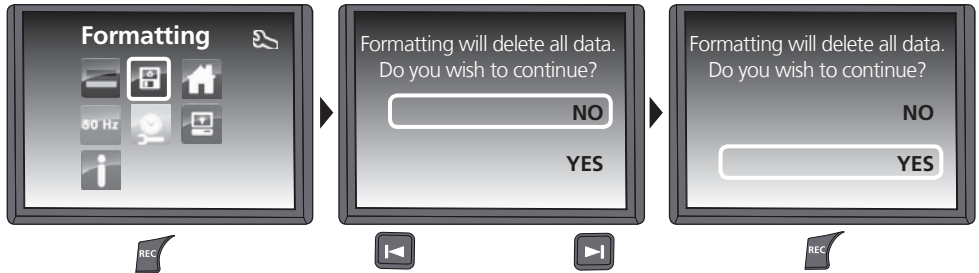 Formatting
50 Hz
i
Formatting will delete all data.
Do you wish to continue?
NO
YES
Formatting will delete all data.
Do you wish to continue?
NO
YES
REC
REC